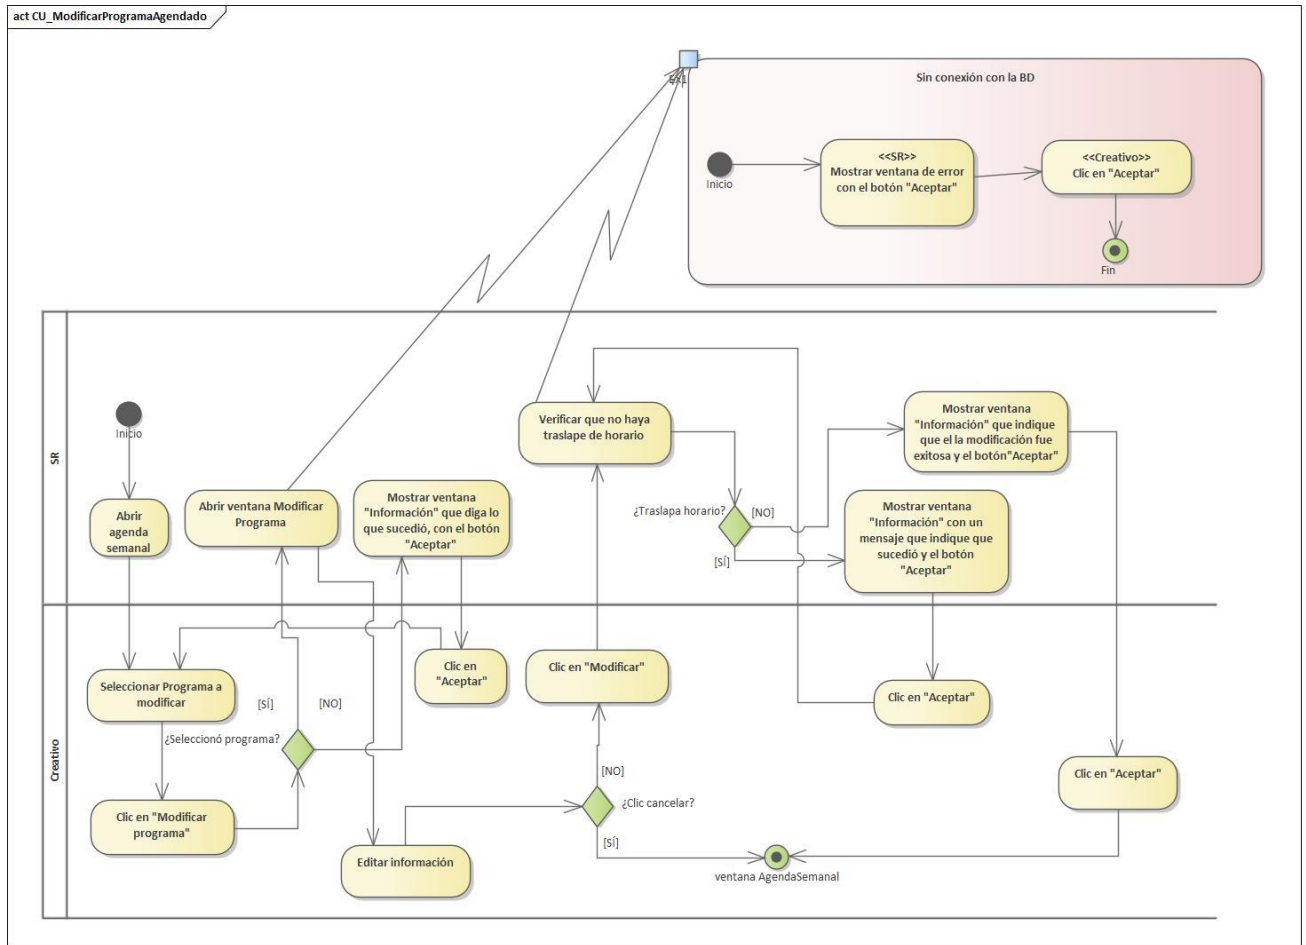 act CU_ModificarProgramaAgendado
EX1
Sin conexión con la BD
Inicio
<<SR>>
Mostrar ventana de error
con el botón "Aceptar"
<<Creativo>>
Clic en "Aceptar"
Fin
SR
Inicio
Abrir
agenda
semanal
Abrir ventana Modificar
Programa
Mostrar ventana
"Información" que diga lo
que sucedió, con el botón
"Aceptar"
Verificar que no haya
traslape de horario
¿Traslapa horario?
[NO]
[SÍ]
Mostrar ventana
"Información" que indique
que el la modificación fue
exitosa y el botón"Aceptar"
Mostrar ventana
"Información" con un
mensaje que indique que
sucedió y el botón
"Aceptar"
Creativo
Seleccionar Programa a
modificar
[SÍ]
[NO]
¿Seleccionó programa?
Clic en "Modificar
programa"
Clic en
"Aceptar"
Editar información
Clic en "Modificar"
[NO]
¿Clic cancelar?
[SÍ]
ventana AgendaSemanal
Clic en "Aceptar"
Clic en "Aceptar"